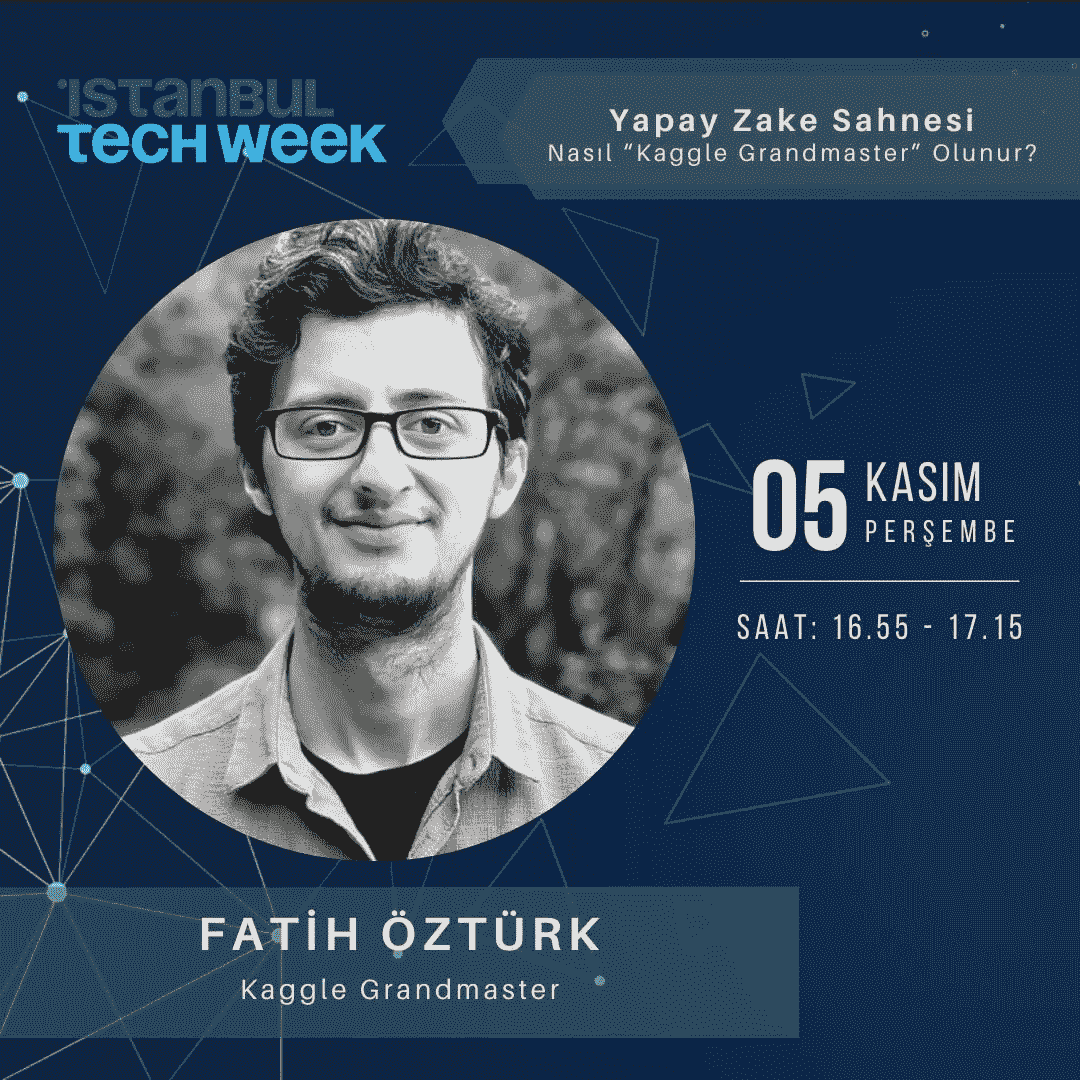 İSTANBUL
TECH WEEK
Yapay Zake Sahnesi
Nasıl “Kaggle Grandmaster” Olunur?
05 KASIM
PERŞEMBE
SAAT: 16.55 - 17.15
FATİH ÖZTÜRK
Kaggle Grandmaster